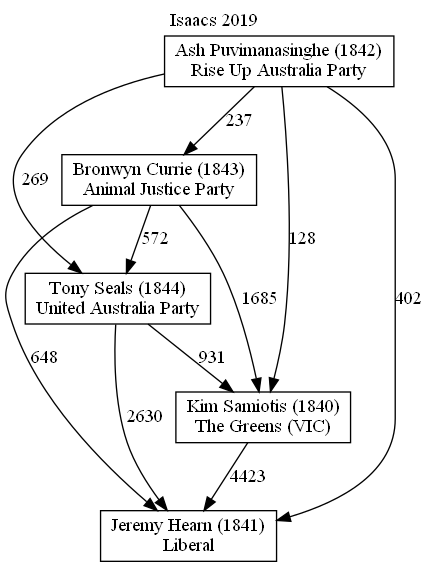 Isaacs 2019
Ash Puvimanasinghe (1842)
Rise Up Australia Party
237
Bronwyn Currie (1843)
Animal Justice Party
269
572
128
Tony Seals (1844)
United Australia Party
1685
402
648
931
Kim Samiotis (1840)
The Greens (VIC)
2630
4423
Jeremy Hearn (1841)
Liberal